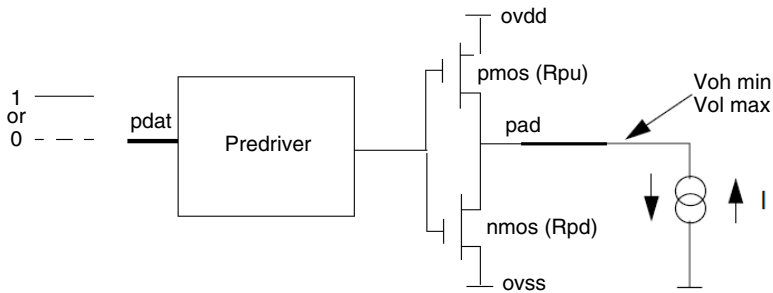 ovdd
pmos (Rpu)
1
or
0
pdat
Predriver
pad
Voh min
Vol max
nmos (Rpd)
I
ovss